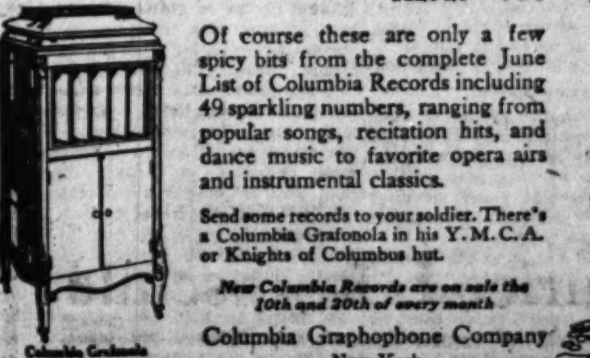 Of course these are only a few
spicy bits from the complete June
List of Columbia Records including
49 sparkling numbers, ranging from
popular songs, recitation hits, and
dance music to favorite opera airs
and instrumental classics.
Send some records to your soldier. There's
a Columbia Grafonola in his Y. M. C. A.
or Knights of Columbus hut.
New Columbia Records are on sale the
10th and 20th of every month
Columbia Graphophone Company
New York
Columbia Grafonola